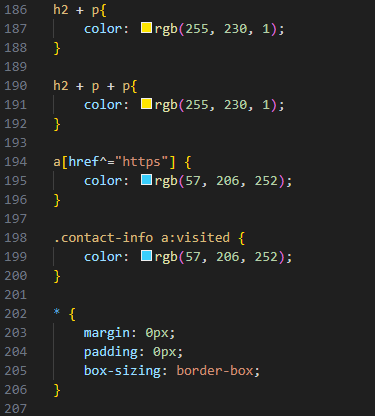 186 h2 + p{
187     color: rgb(255, 230, 1);
188 }
189
190 h2 + p + p{
191     color: rgb(255, 230, 1);
192 }
193
194 a[href^="https"] {
195     color: rgb(57, 206, 252);
196 }
197
198 .contact-info a:visited {
199     color: rgb(57, 206, 252);
200 }
201
202 * {
203     margin: 0px;
204     padding: 0px;
205     box-sizing: border-box;
206 }
207